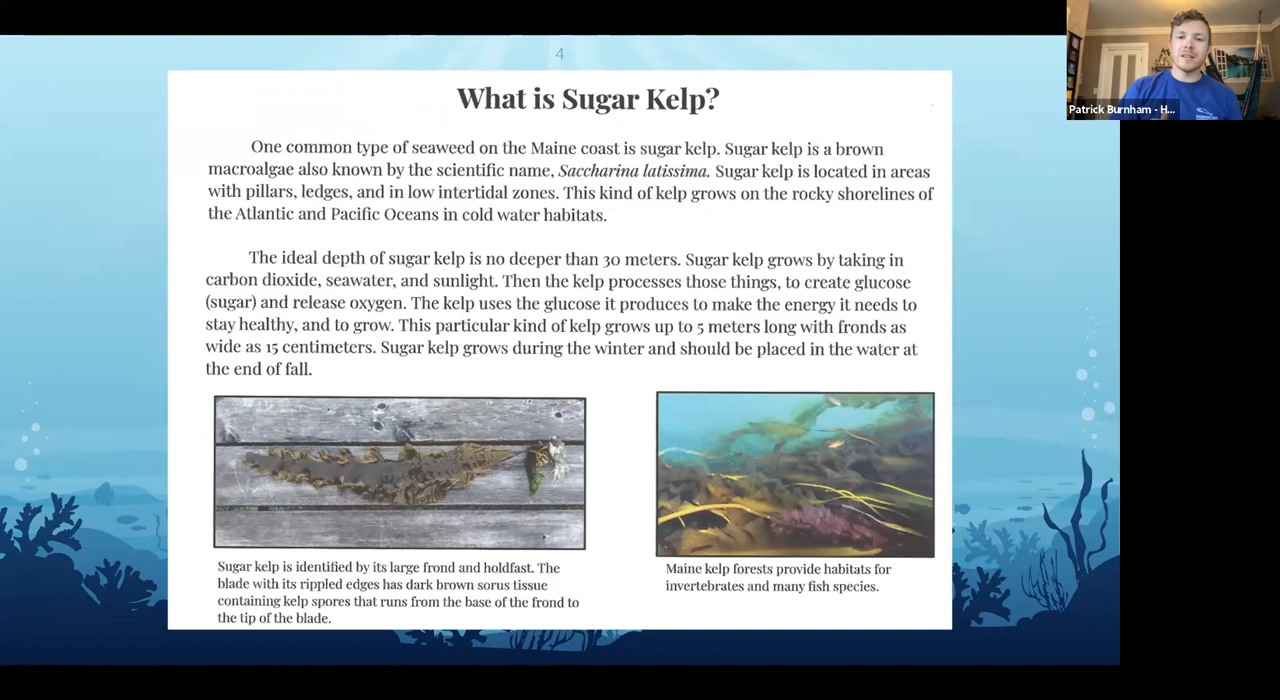 4
Patrick Burnham - H...
What is Sugar Kelp?
One common type of seaweed on the Maine coast is sugar kelp. Sugar kelp is a brown
macroalgae also known by the scientific name, Saccharina latissima. Sugar kelp is located in areas
with pillars, ledges, and in low intertidal zones. This kind of kelp grows on the rocky shorelines of
the Atlantic and Pacific Oceans in cold water habitats.
The ideal depth of sugar kelp is no deeper than 30 meters. Sugar kelp grows by taking in
carbon dioxide, seawater, and sunlight. Then the kelp processes those things, to create glucose
(sugar) and release oxygen. The kelp uses the glucose it produces to make the energy it needs to
stay healthy, and to grow. This particular kind of kelp grows up to 5 meters long with fronds as
wide as 15 centimeters. Sugar kelp grows during the winter and should be placed in the water at
the end of fall.
Sugar kelp is identified by its large frond and holdfast. The
blade with its rippled edges has dark brown sorus tissue
containing kelp spores that runs from the base of the frond to
the tip of the blade.
Maine kelp forests provide habitats for
invertebrates and many fish species.